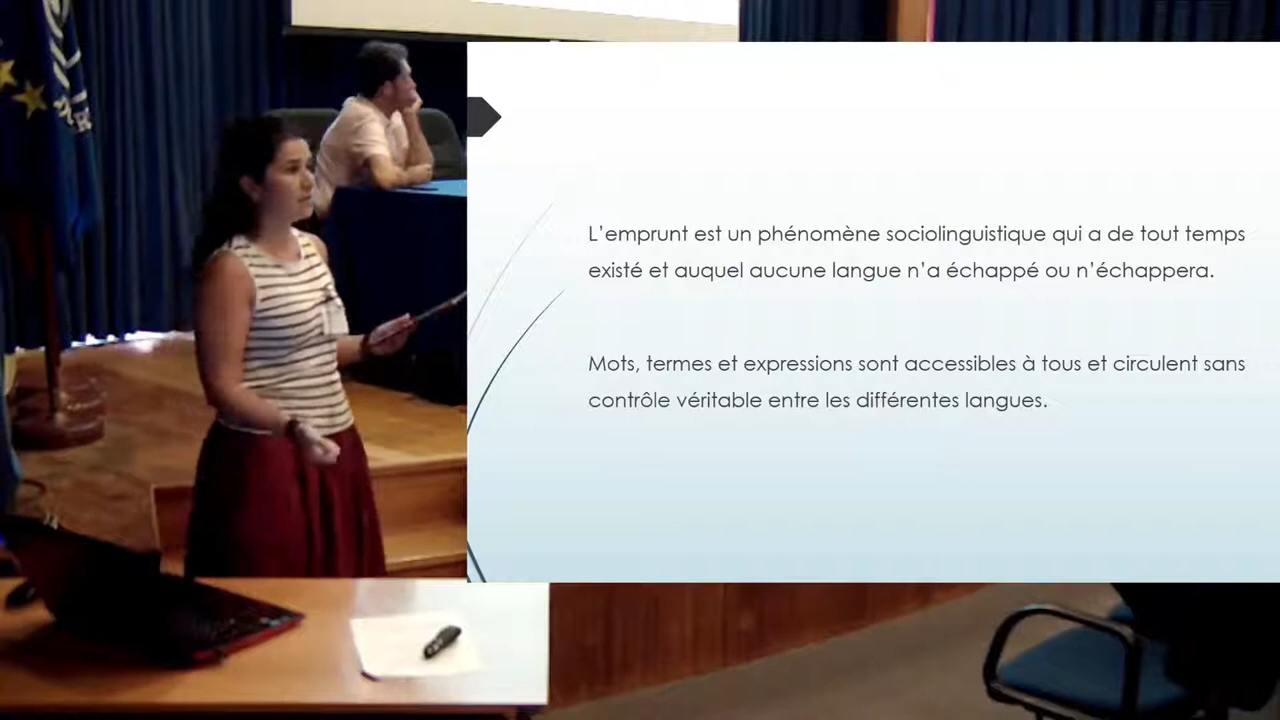 L’emprunt est un phénomène sociolinguistique qui a de tout temps
existé et auquel aucune langue n’a échappé ou n’échappera.
Mots, termes et expressions sont accessibles à tous et circulent sans
contrôle véritable entre les différentes langues.